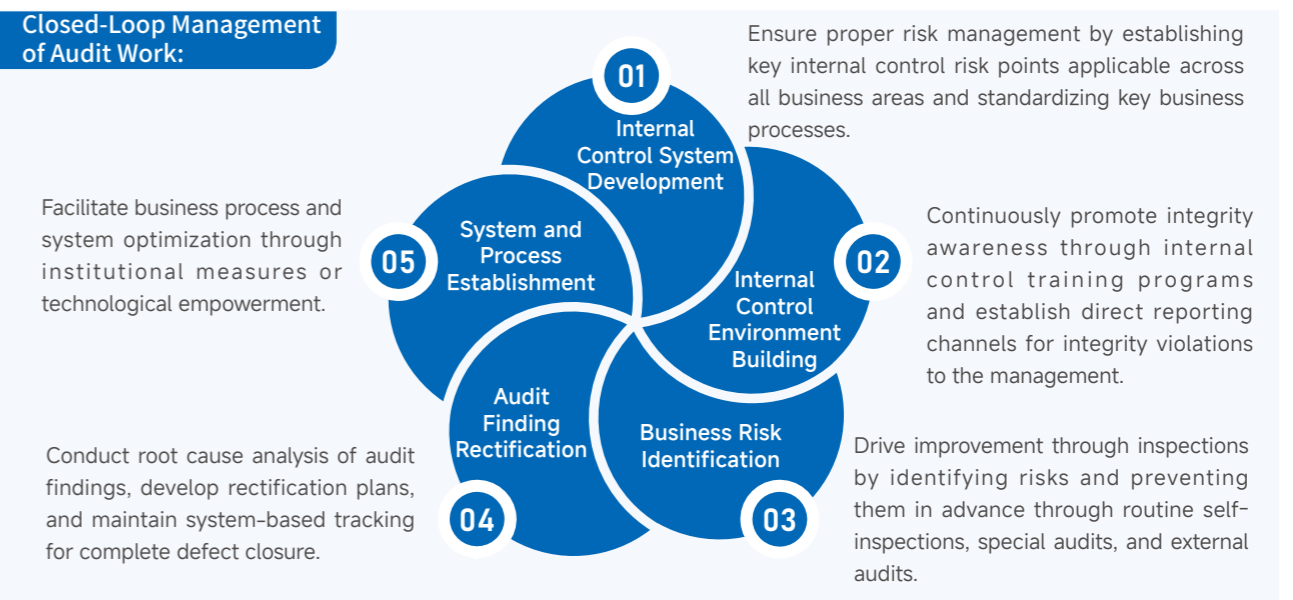 Closed-Loop Management
of Audit Work:
01
Internal
Control System
Development
Ensure proper risk management by establishing
key internal control risk points applicable across
all business areas and standardizing key business
processes.
02
Internal
Control
Environment
Building
Continuously promote integrity
awareness through internal
control training programs
and establish direct reporting
channels for integrity violations
to the management.
03
Business Risk
Identification
Drive improvement through inspections
by identifying risks and preventing
them in advance through routine self-
inspections, special audits, and external
audits.
04
Audit
Finding
Rectification
Conduct root cause analysis of audit
findings, develop rectification plans,
and maintain system-based tracking
for complete defect closure.
05
System and
Process
Establishment
Facilitate business process and
system optimization through
institutional measures or
technological empowerment.